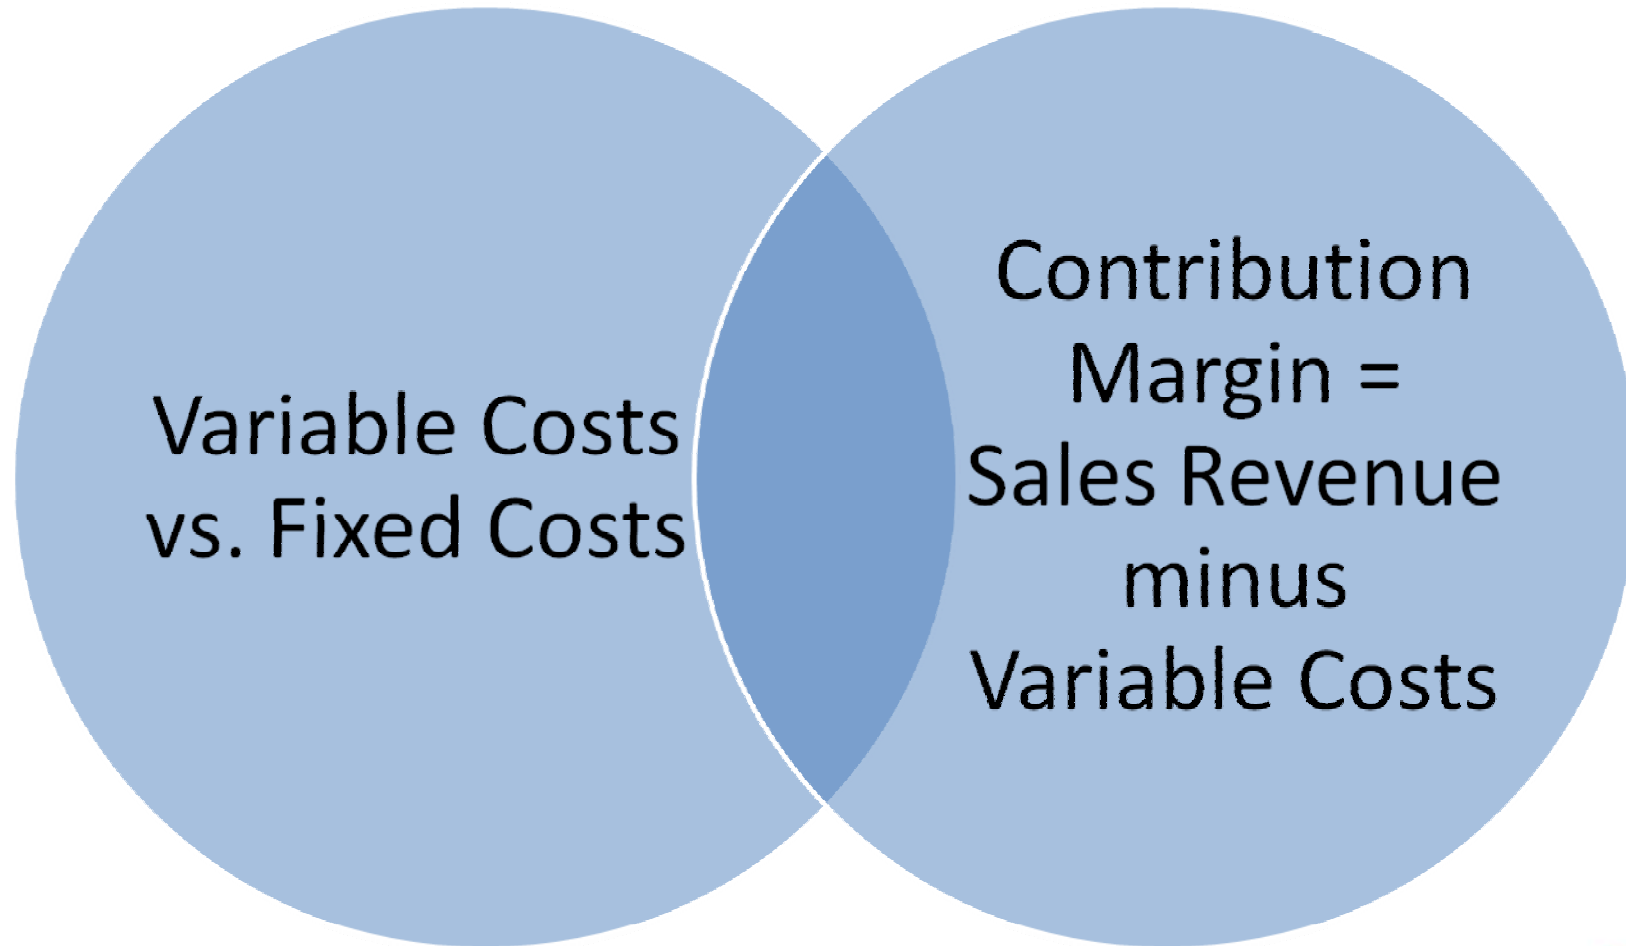 Variable Costs
vs. Fixed Costs
Contribution
Margin =
Sales Revenue
minus
Variable Costs